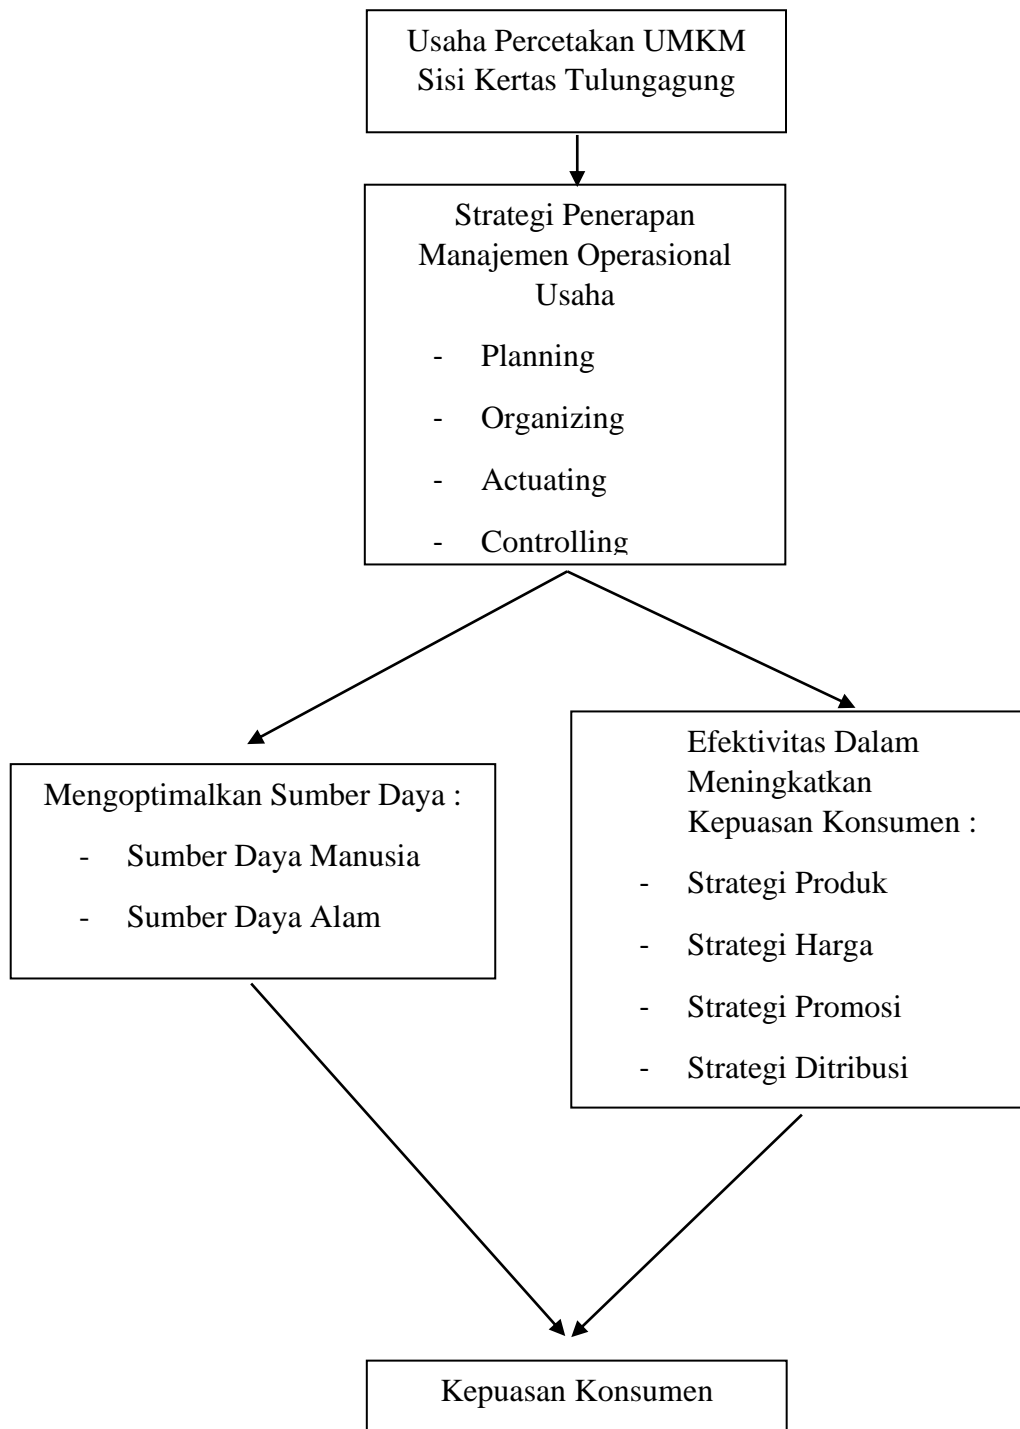 Usaha Percetakan UMKM
Sisi Kertas Tulungagung
Strategi Penerapan
Manajemen Operasional
Usaha
- Planning
- Organizing
- Actuating
- Controlling
Mengoptimalkan Sumber Daya :
- Sumber Daya Manusia
- Sumber Daya Alam
Efektivitas Dalam
Meningkatkan
Kepuasan Konsumen :
- Strategi Produk
- Strategi Harga
- Strategi Promosi
- Strategi Ditribusi
Kepuasan Konsumen